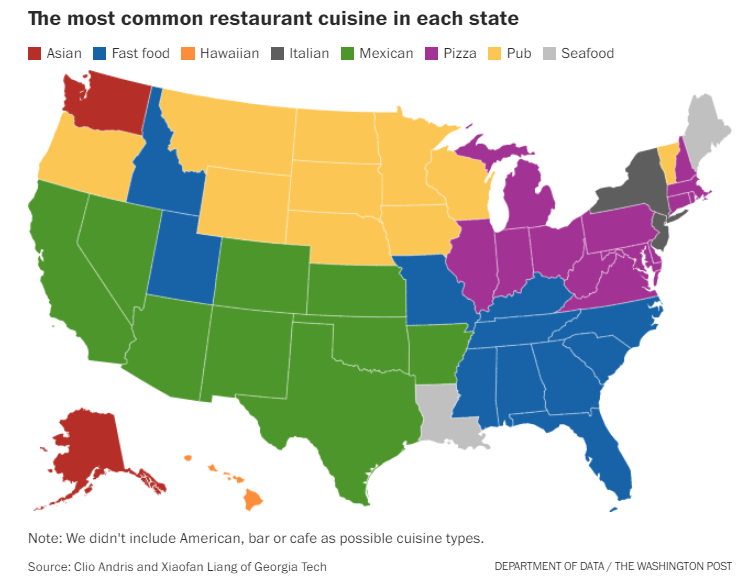 The most common restaurant cuisine in each state
Asian Fast food Hawaiian Italian Mexican Pizza Pub Seafood
Note: We didn't include American, bar or cafe as possible cuisine types.
Source: Clio Andris and Xiaofan Liang of Georgia Tech
DEPARTMENT OF DATA / THE WASHINGTON POST